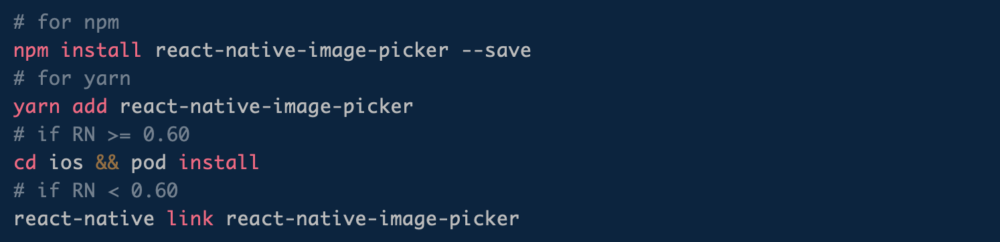 # for npm
npm install react-native-image-picker --save
# for yarn
yarn add react-native-image-picker
# if RN >= 0.60
cd ios && pod install
# if RN < 0.60
react-native link react-native-image-picker